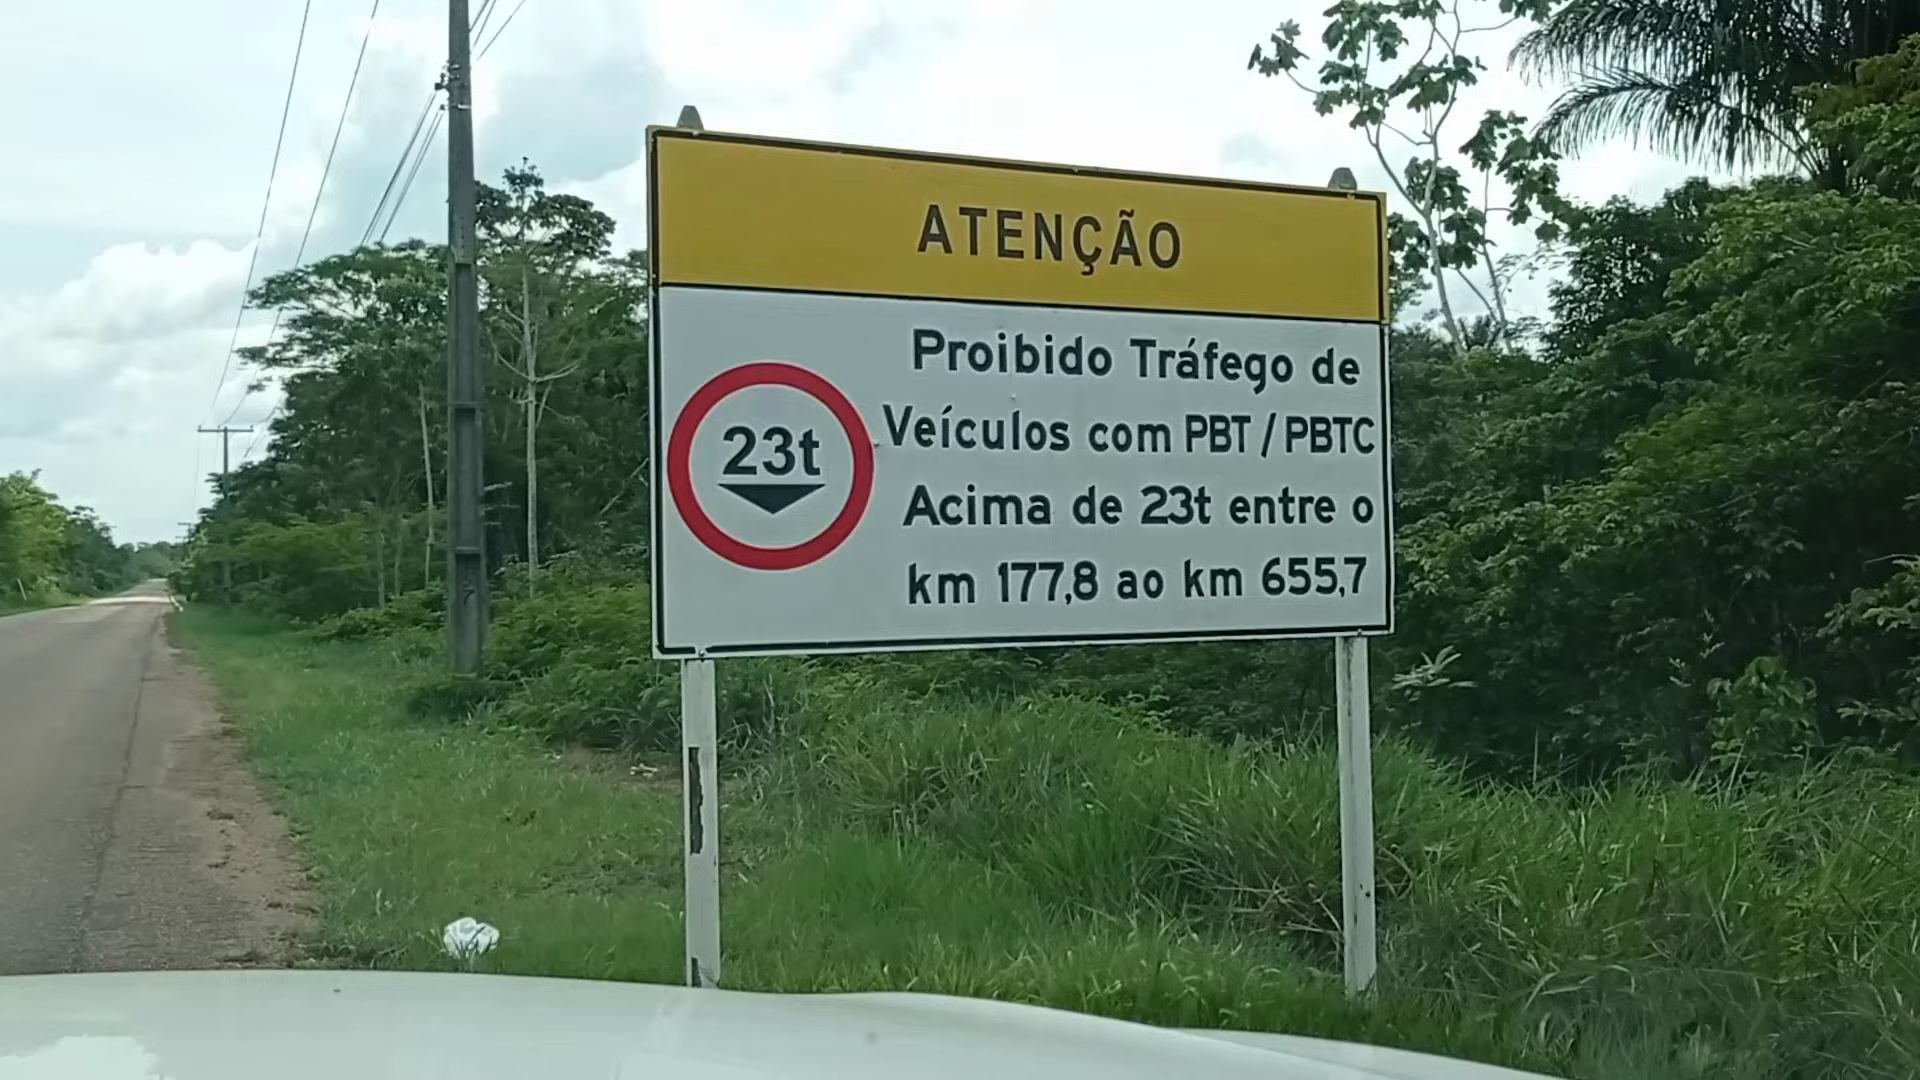 ATENÇÃO
23t
Proibido Tráfego de
Veículos com PBT / PBTC
Acima de 23t entre o
km 177,8 ao km 655,7